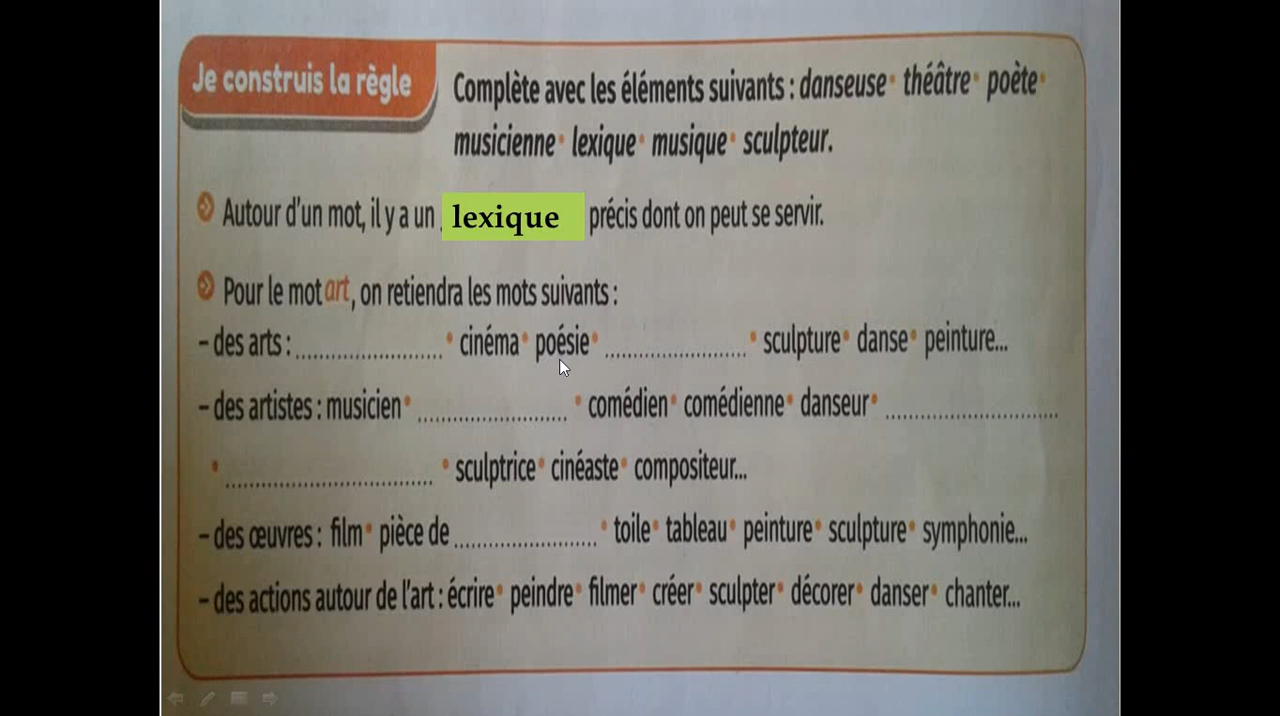 Je construis la règle
Complète avec les éléments suivants : danseuse • théâtre • poète •
musicienne • lexique • musique • sculpteur.
Autour d'un mot, il y a un lexique précis dont on peut se servir.
Pour le mot art, on retiendra les mots suivants :
– des arts : ........................ • cinéma • poésie • ........................ • sculpture • danse • peinture...
– des artistes : musicien • ........................ • comédien • comédienne • danseur • ............................
• .................................. • sculptrice • cinéaste • compositeur...
– des œuvres : film • pièce de ........................ • toile • tableau • peinture • sculpture • symphonie...
– des actions autour de l'art : écrire • peindre • filmer • créer • sculpter • décorer • danser • chanter...